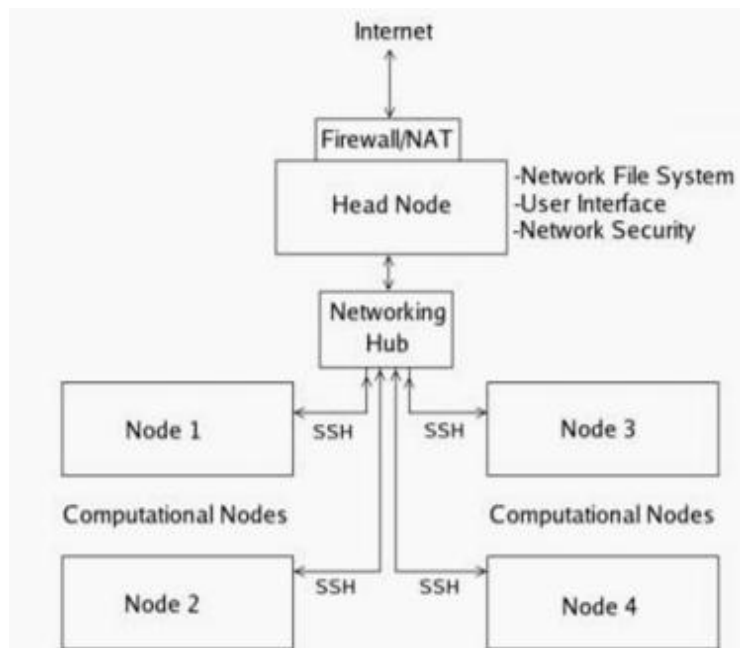 Internet
Firewall/NAT
Head Node
-Network File System
-User Interface
-Network Security
Networking
Hub
Node 1
SSH
SSH
Node 3
Computational Nodes
Computational Nodes
Node 2
SSH
SSH
Node 4